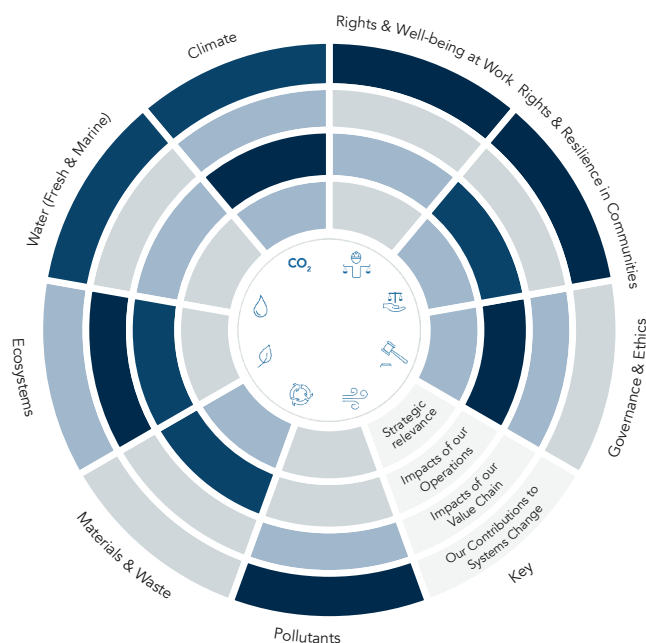 Climate
Rights & Well-being at Work
Rights & Resilience in Communities
Water (Fresh & Marine)
CO₂
Ecosystems
Governance & Ethics
Strategic
relevance
Impacts of our
Operations
Impacts of our
Value Chain
Our Contributions to
Systems Change
Key
Materials & Waste
Pollutants